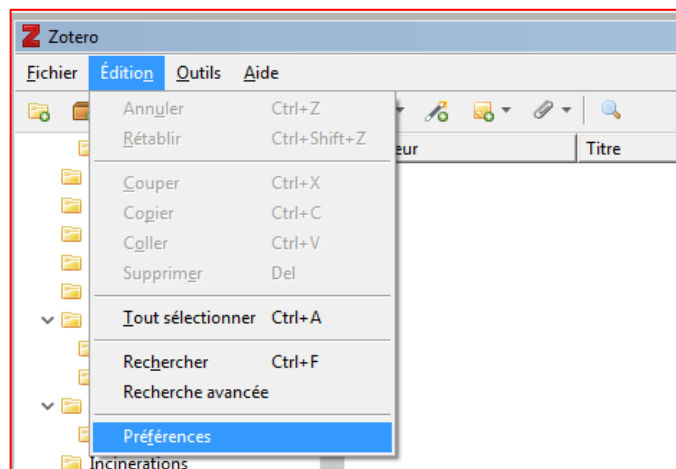 Zotero
Fichier Édition Outils Aide
Annuler Ctrl+Z
Rétablir Ctrl+Shift+Z
eur Titre
Couper Ctrl+X
Copier Ctrl+C
Coller Ctrl+V
Supprimer Del
Tout sélectionner Ctrl+A
Rechercher Ctrl+F
Recherche avancée
Préférences
Incinerations